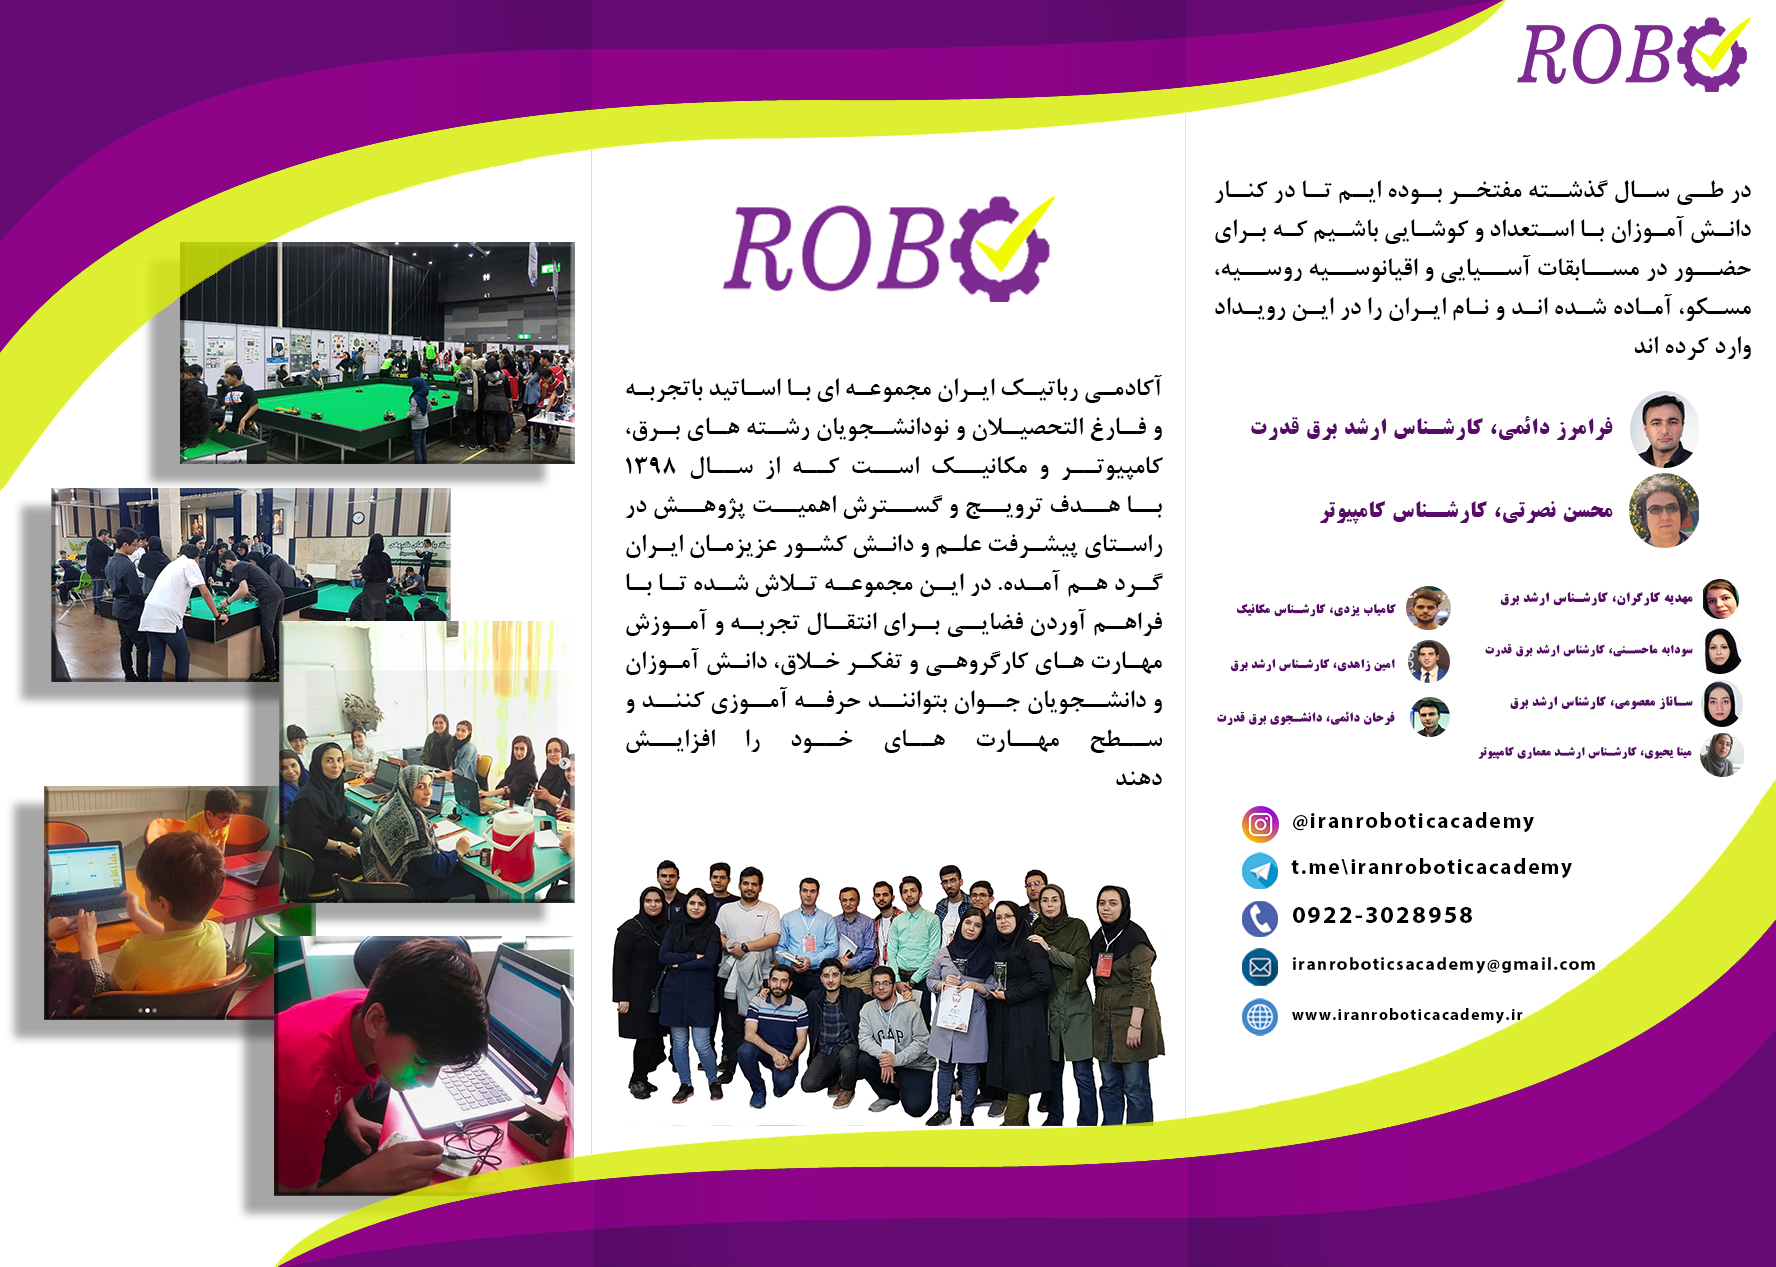 ROBO
در طی سال گذشته مفتخر بوده ایم تا در کنار
دانش آموزان با استعداد و کوشایی باشیم که برای
حضور در مسابقات آسیایی و اقیانوسیه روسیه،
مسکو، آماده شده اند و نام ایران را در این رویداد
وارد کرده اند
فرامرز دائمی، کارشناس ارشد برق قدرت
محسن نصرتی، کارشناس کامپیوتر
مهدیه کارگران، کارشناس ارشد برق
سودابه ماحسنی، کارشناس ارشد برق قدرت
ساناز معصومی، کارشناس ارشد برق
مینا یحیوی، کارشناس ارشد معماری کامپیوتر
کامیاب یزدی، کارشناس مکانیک
امین زاهدی، کارشناس ارشد برق
فرحان دائمی، دانشجوی برق قدرت
@iranroboticacademy
t.me\iranroboticacademy
0922-3028958
iranroboticsacademy@gmail.com
www.iranroboticacademy.ir
ROBO
آکادمی رباتیک ایران مجموعه ای با اساتید باتجربه
و فارغ التحصیلان و نودانشجویان رشته های برق،
کامپیوتر و مکانیک است که از سال ۱۳۹۸
با هدف ترویج و گسترش اهمیت پژوهش در
راستای پیشرفت علم و دانش کشور عزیزمان ایران
گرد هم آمده. در این مجموعه تلاش شده تا با
فراهم آوردن فضایی برای انتقال تجربه و آموزش
مهارت های کارگروهی و تفکر خلاق، دانش آموزان
و دانشجویان جوان بتوانند حرفه آموزی کنند و
سطح مهارت های خود را افزایش
دهند
GAP